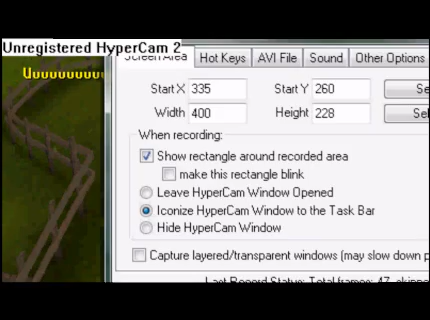 Unregistered HyperCam 2
Screen Area Hot Keys AVI File Sound Other Options
Start X 335 Start Y 260
Width 400 Height 228
When recording:
Show rectangle around recorded area
make this rectangle blink
Leave HyperCam Window Opened
Iconize HyperCam Window to the Task Bar
Hide HyperCam Window
Capture layered/transparent windows (may slow down
Last Record Status: Total frames: 47,